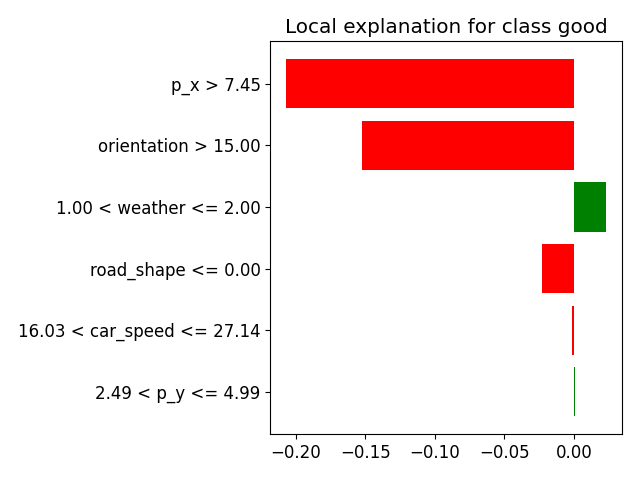 Local explanation for class good
p_x > 7.45
orientation > 15.00
1.00 < weather <= 2.00
road_shape <= 0.00
16.03 < car_speed <= 27.14
2.49 < p_y <= 4.99
−0.20 −0.15 −0.10 −0.05 0.00